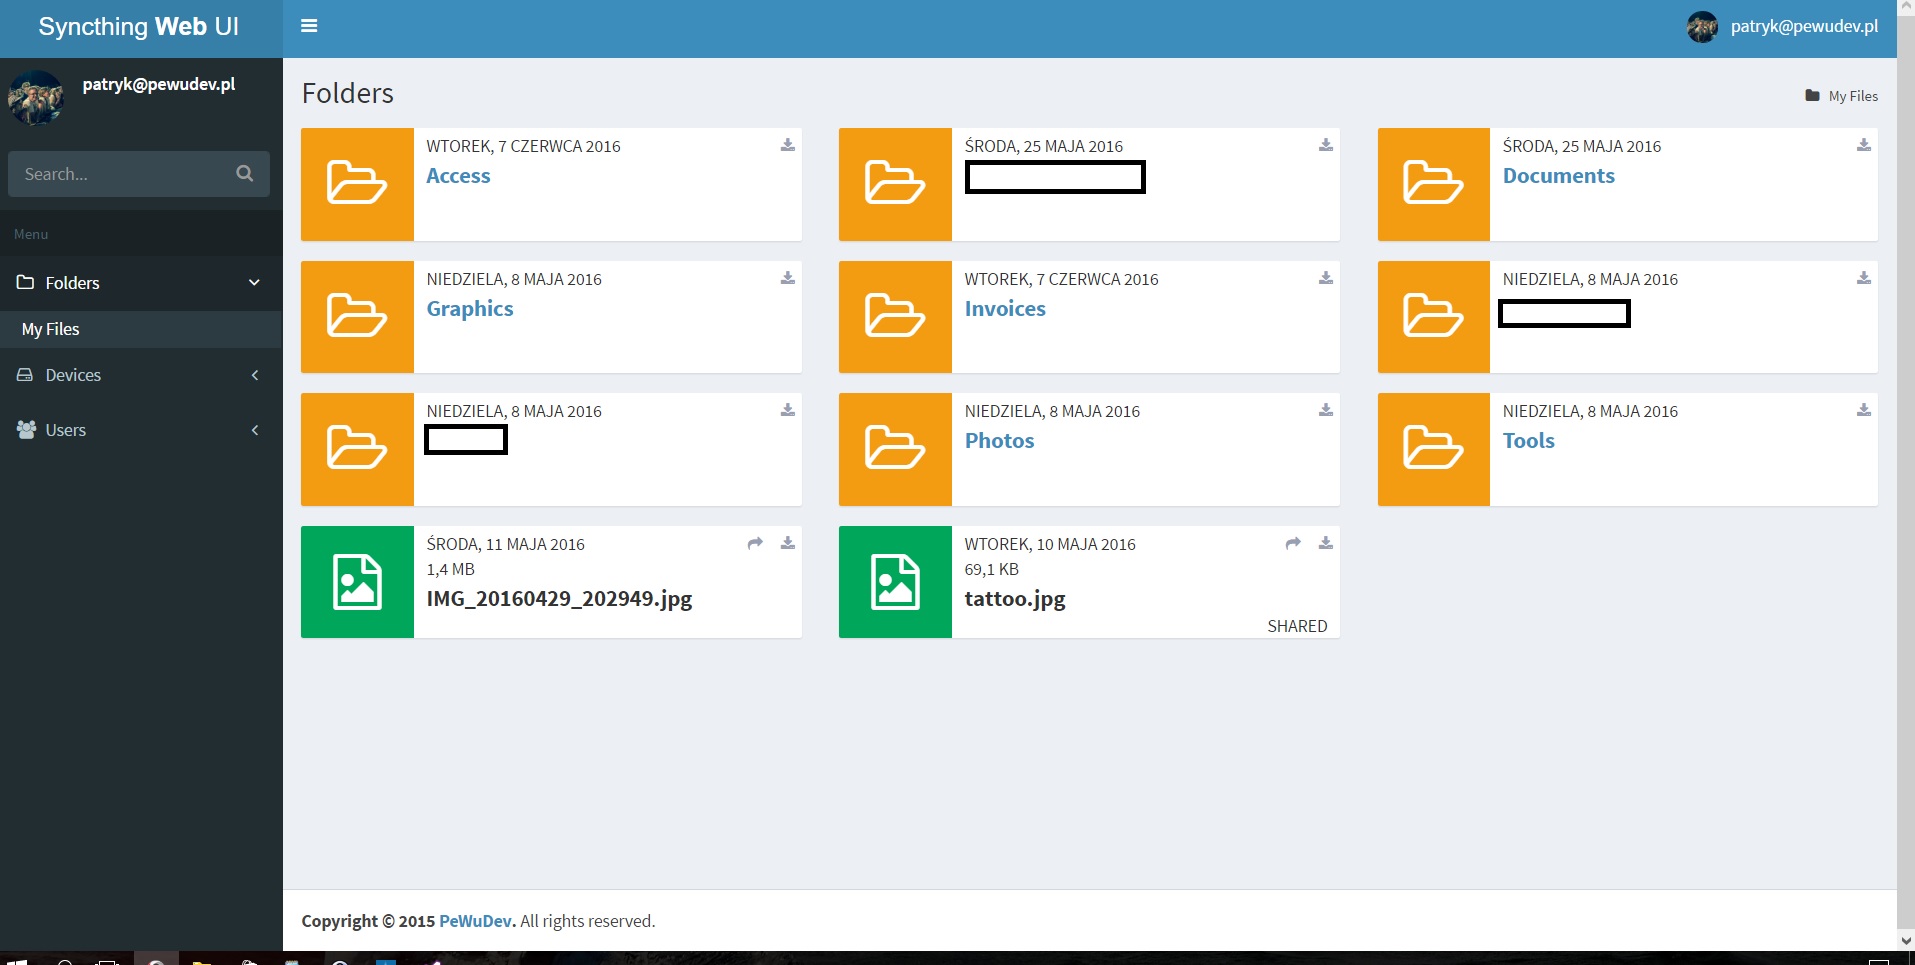 Syncthing Web UI
patryk@pewudev.pl
patryk@pewudev.pl
Search...
Menu
Folders
My Files
Devices
Users
Folders
My Files
WTOREK, 7 CZERWCA 2016
Access
ŚRODA, 25 MAJA 2016
ŚRODA, 25 MAJA 2016
Documents
NIEDZIELA, 8 MAJA 2016
Graphics
WTOREK, 7 CZERWCA 2016
Invoices
NIEDZIELA, 8 MAJA 2016
NIEDZIELA, 8 MAJA 2016
NIEDZIELA, 8 MAJA 2016
Photos
NIEDZIELA, 8 MAJA 2016
Tools
ŚRODA, 11 MAJA 2016
1,4 MB
IMG_20160429_202949.jpg
WTOREK, 10 MAJA 2016
69,1 KB
tattoo.jpg
SHARED
Copyright © 2015 PeWuDev. All rights reserved.